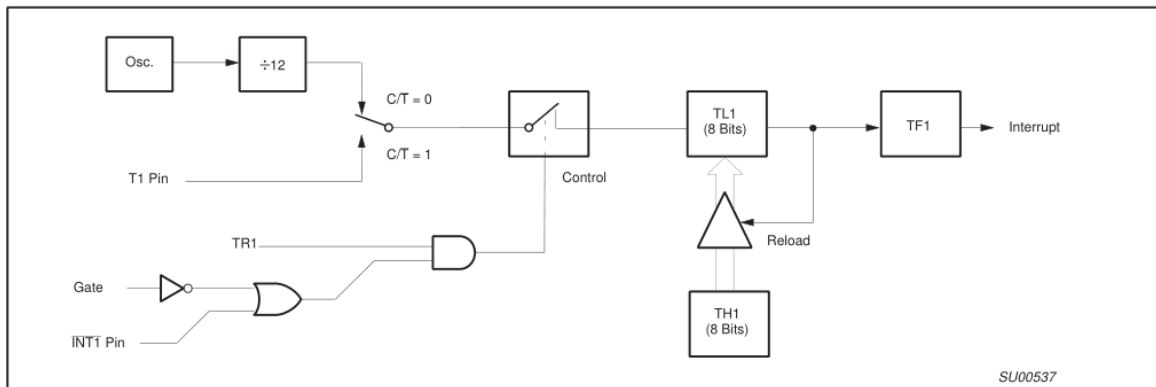 Osc.
÷12
C/T̅ = 0
C/T̅ = 1
T1 Pin
TR1
Gate
I̅N̅T̅1̅ Pin
Control
TL1
(8 Bits)
TF1
Interrupt
Reload
TH1
(8 Bits)
SU00537